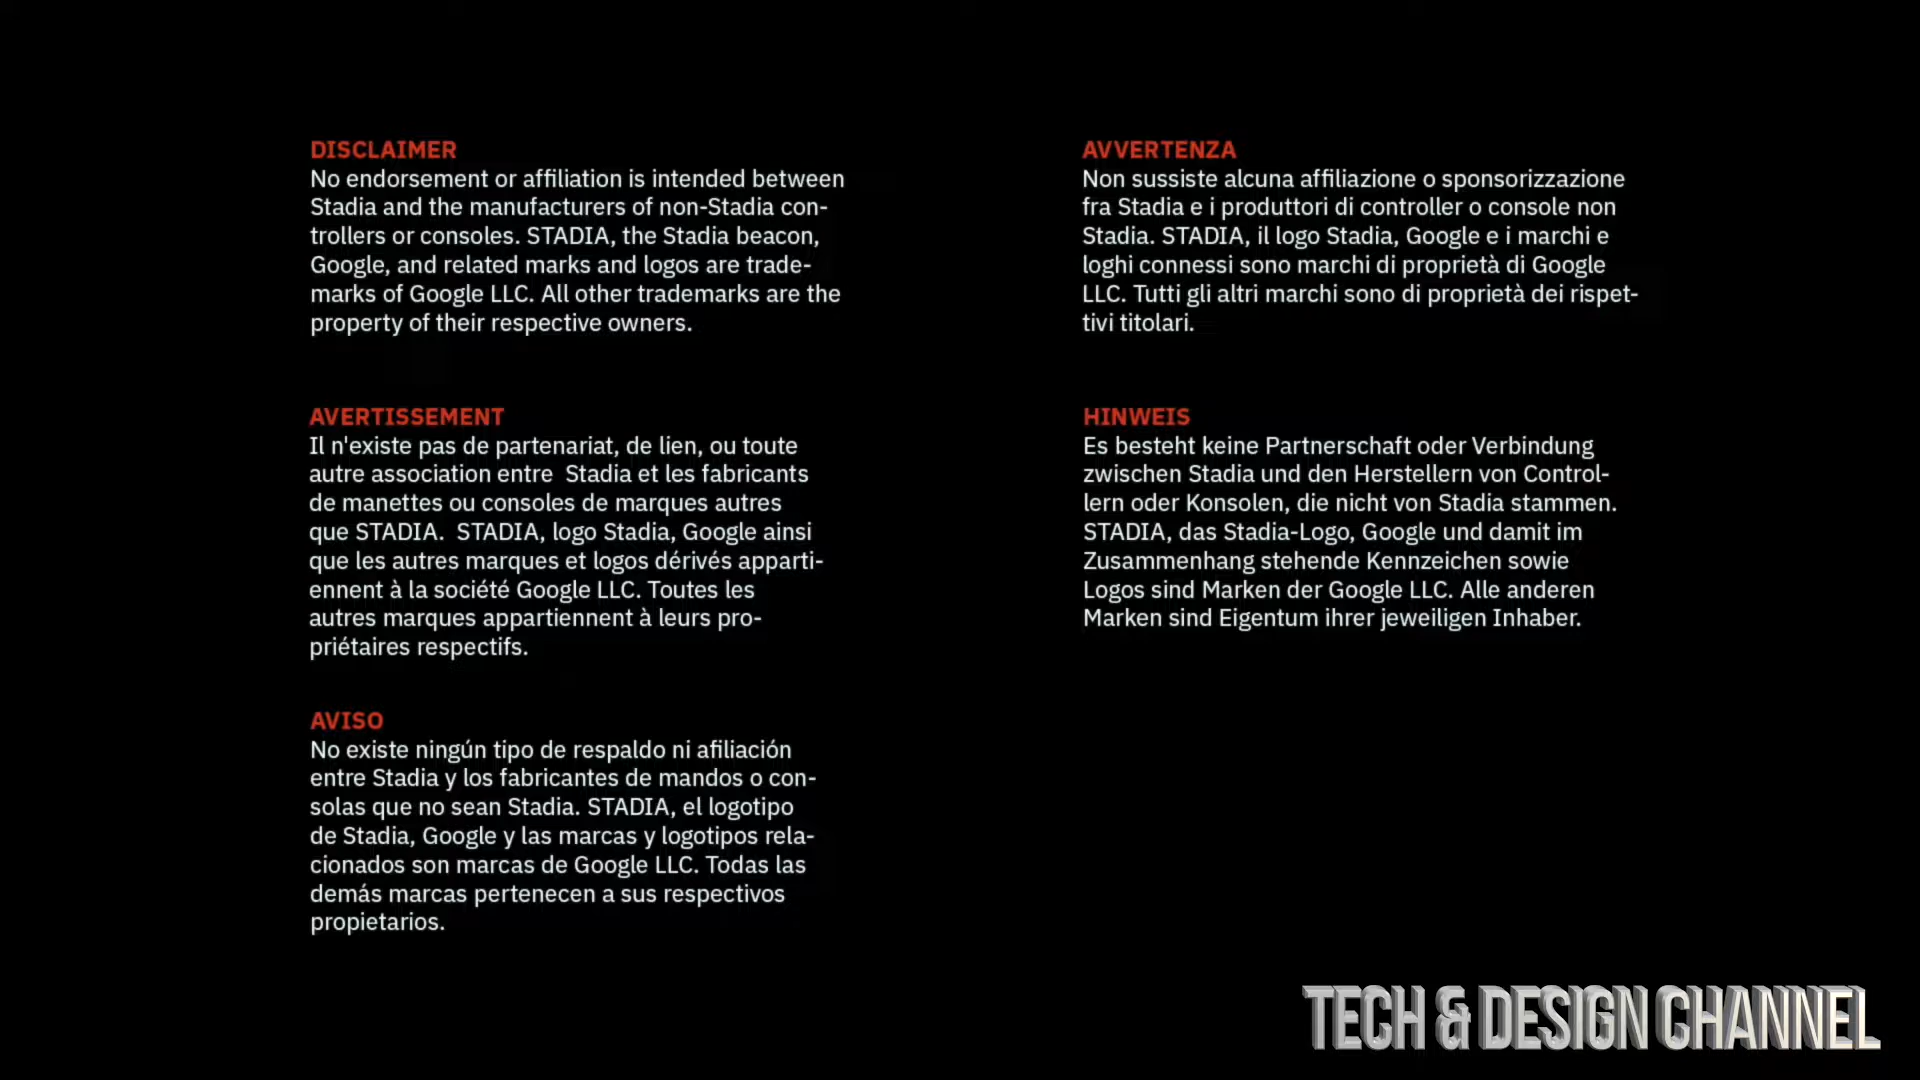 DISCLAIMER
No endorsement or affiliation is intended between
Stadia and the manufacturers of non-Stadia con-
trollers or consoles. STADIA, the Stadia beacon,
Google, and related marks and logos are trade-
marks of Google LLC. All other trademarks are the
property of their respective owners.
AVERTISSEMENT
Il n'existe pas de partenariat, de lien, ou toute
autre association entre  Stadia et les fabricants
de manettes ou consoles de marques autres
que STADIA.  STADIA, logo Stadia, Google ainsi
que les autres marques et logos dérivés apparti-
ennent à la société Google LLC. Toutes les
autres marques appartiennent à leurs pro-
priétaires respectifs.
AVISO
No existe ningún tipo de respaldo ni afiliación
entre Stadia y los fabricantes de mandos o con-
solas que no sean Stadia. STADIA, el logotipo
de Stadia, Google y las marcas y logotipos rela-
cionados son marcas de Google LLC. Todas las
demás marcas pertenecen a sus respectivos
propietarios.
AVVERTENZA
Non sussiste alcuna affiliazione o sponsorizzazione
fra Stadia e i produttori di controller o console non
Stadia. STADIA, il logo Stadia, Google e i marchi e
loghi connessi sono marchi di proprietà di Google
LLC. Tutti gli altri marchi sono di proprietà dei rispet-
tivi titolari.
HINWEIS
Es besteht keine Partnerschaft oder Verbindung
zwischen Stadia und den Herstellern von Control-
lern oder Konsolen, die nicht von Stadia stammen.
STADIA, das Stadia-Logo, Google und damit im
Zusammenhang stehende Kennzeichen sowie
Logos sind Marken der Google LLC. Alle anderen
Marken sind Eigentum ihrer jeweiligen Inhaber.
TECH & DESIGN CHANNEL